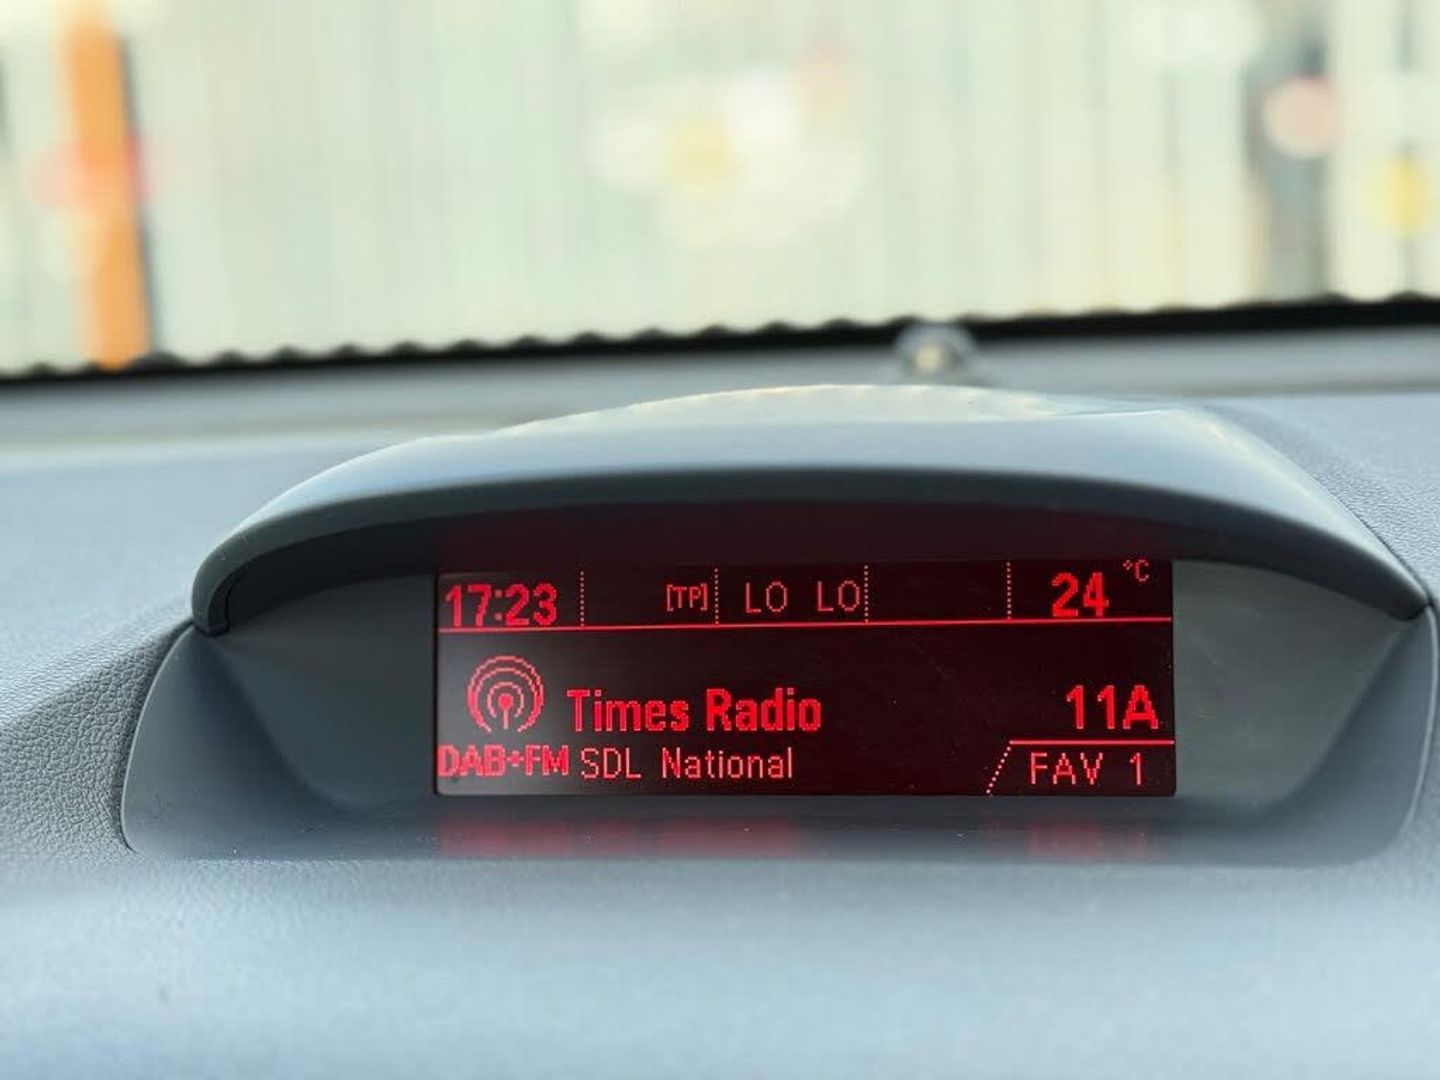 17:23 [TP] LO LO 24 °C
Times Radio 11A
DAB+FM SDL National FAV 1